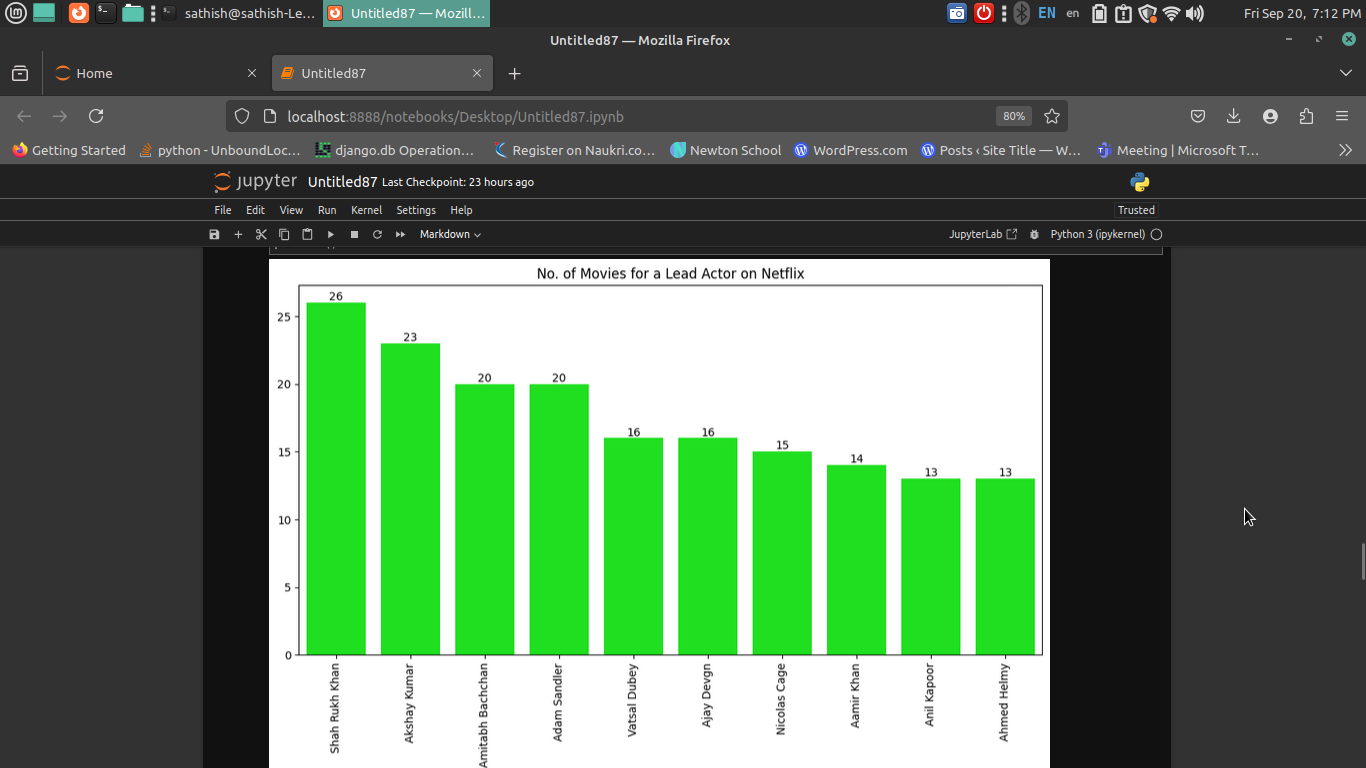 sathish@sathish-Le...
Untitled87 — Mozill...
EN
en
Fri Sep 20, 7:12 PM
Untitled87 — Mozilla Firefox
Home
Untitled87
localhost:8888/notebooks/Desktop/Untitled87.ipynb
80%
Getting Started
python - UnboundLoc...
django.db Operation...
Register on Naukri.co...
Newton School
WordPress.com
Posts ‹ Site Title — W...
Meeting | Microsoft T...
jupyter
Untitled87 Last Checkpoint: 23 hours ago
File Edit View Run Kernel Settings Help
Trusted
Markdown
JupyterLab
Python 3 (ipykernel)
No. of Movies for a Lead Actor on Netflix
26
23
20
20
16
16
15
14
13
13
25
20
15
10
5
0
Shah Rukh Khan
Akshay Kumar
Amitabh Bachchan
Adam Sandler
Vatsal Dubey
Ajay Devgn
Nicolas Cage
Aamir Khan
Anil Kapoor
Ahmed Helmy